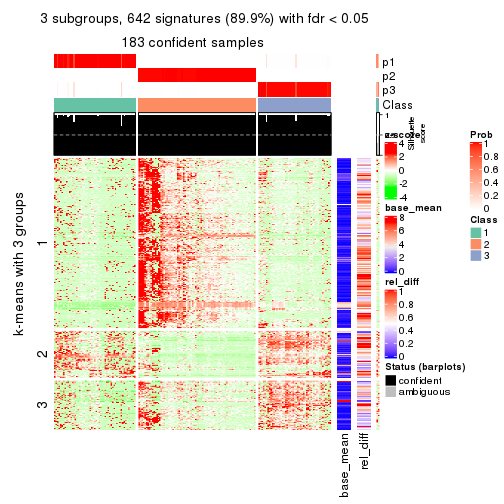 3 subgroups, 642 signatures (89.9%) with fdr < 0.05
183 confident samples
p1
p2
p3
Class
1
Silhouette
score
k-means with 3 groups
1
2
3
base_mean
rel_diff
z-score
4
2
0
-2
-4
base_mean
8
6
4
2
0
rel_diff
1
0.8
0.6
0.4
0.2
0
Status (barplots)
confident
ambiguous
Prob
1
0.8
0.6
0.4
0.2
0
Class
1
2
3